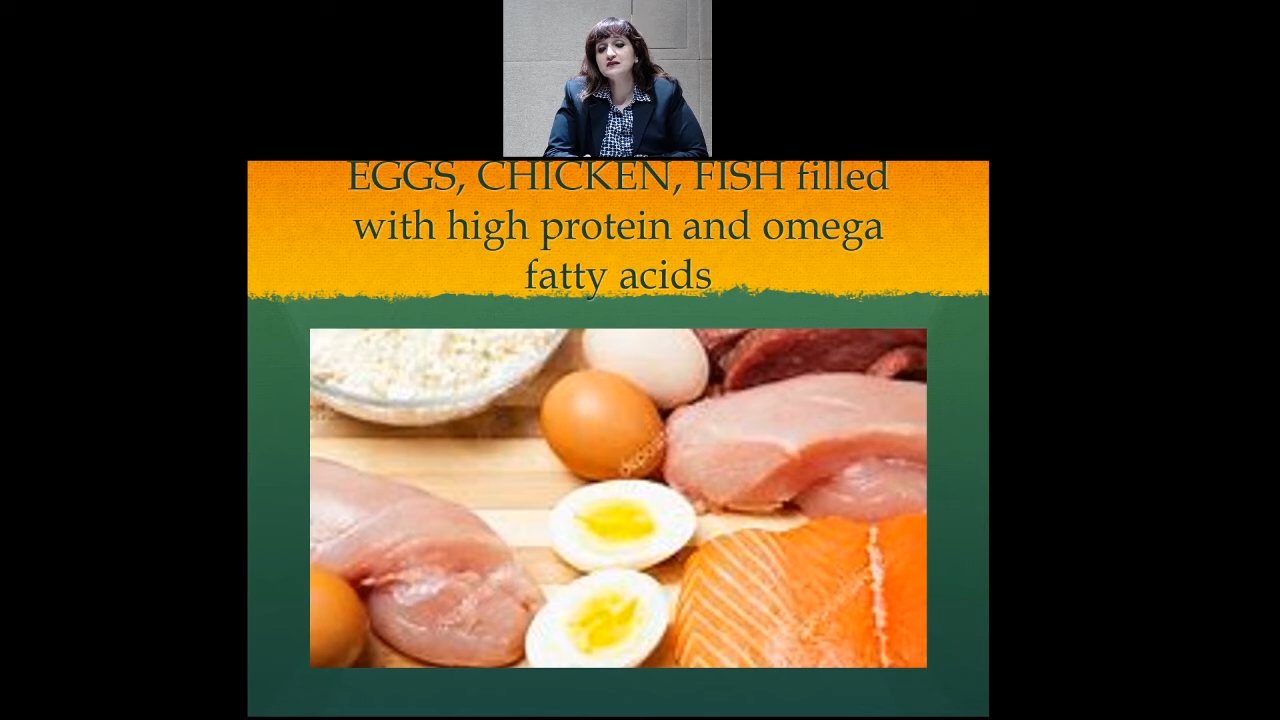 EGGS, CHICKEN, FISH filled
with high protein and omega
fatty acids